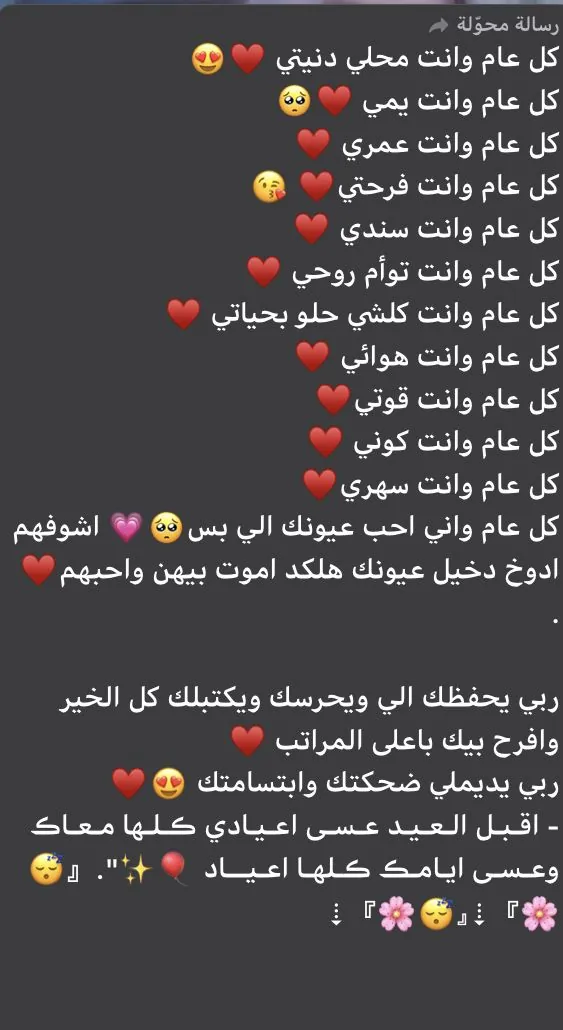 رسالة محوّلة
كل عام وانت محلي دنيتي ♥️😍
كل عام وانت يمي ♥️🥺
كل عام وانت عمري ♥️
كل عام وانت فرحتي♥️ 😘
كل عام وانت سندي ♥️
كل عام وانت توأم روحي ♥️
كل عام وانت كلشي حلو بحياتي ♥️
كل عام وانت هوائي ♥️
كل عام وانت قوتي♥️
كل عام وانت كوني ♥️
كل عام وانت سهري♥️
كل عام واني احب عيونك الي بس🥺💗 اشوفهم
ادوخ دخيل عيونك هلكد اموت بيهن واحبهم♥️
.
ربي يحفظك الي ويحرسك ويكتبلك كل الخير
وافرح بيك باعلى المراتب ♥️
ربي يديملي ضحكتك وابتسامتك 😍♥️
- اقـبـل الـعـيـد عـسـى اعـيـادي كـلـهـا مـعـاك
وعـسـى ايـامـك كـلـهـا اعـيـــاد 🎈✨". 『😴
🌸』⇣『😴🌸』⇣